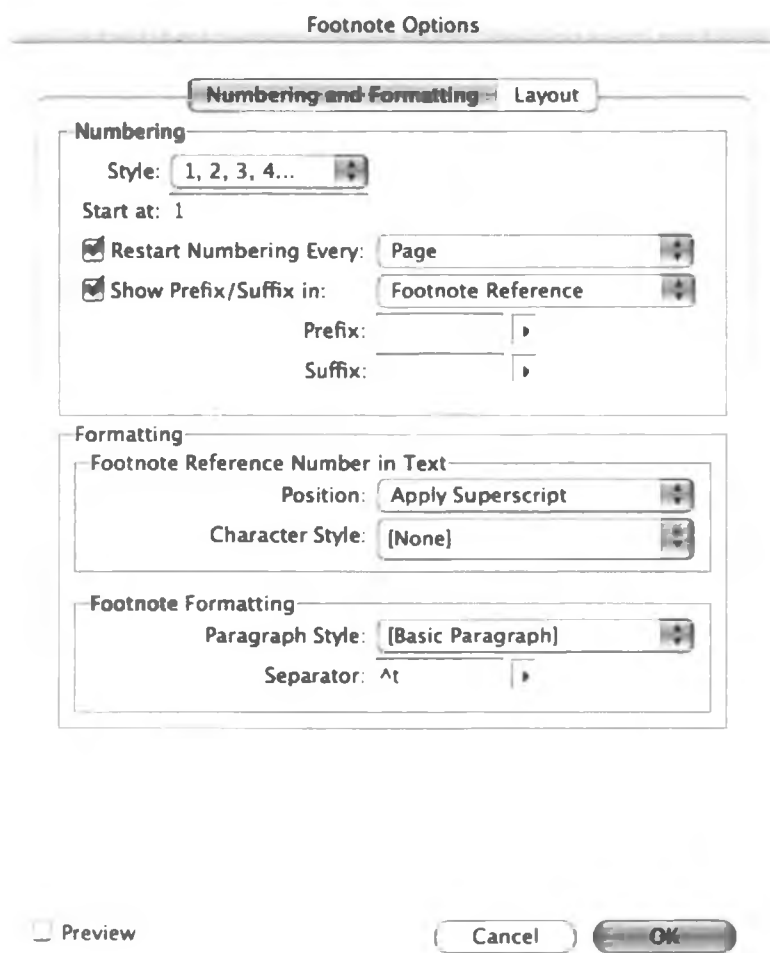 Footnote Options
Numbering and Formatting Layout
Numbering
Style: 1, 2, 3, 4...
Start at: 1
Restart Numbering Every: Page
Show Prefix/Suffix in: Footnote Reference
Prefix:
Suffix:
Formatting
Footnote Reference Number in Text
Position: Apply Superscript
Character Style: [None]
Footnote Formatting
Paragraph Style: [Basic Paragraph]
Separator: ^t
Preview Cancel OK